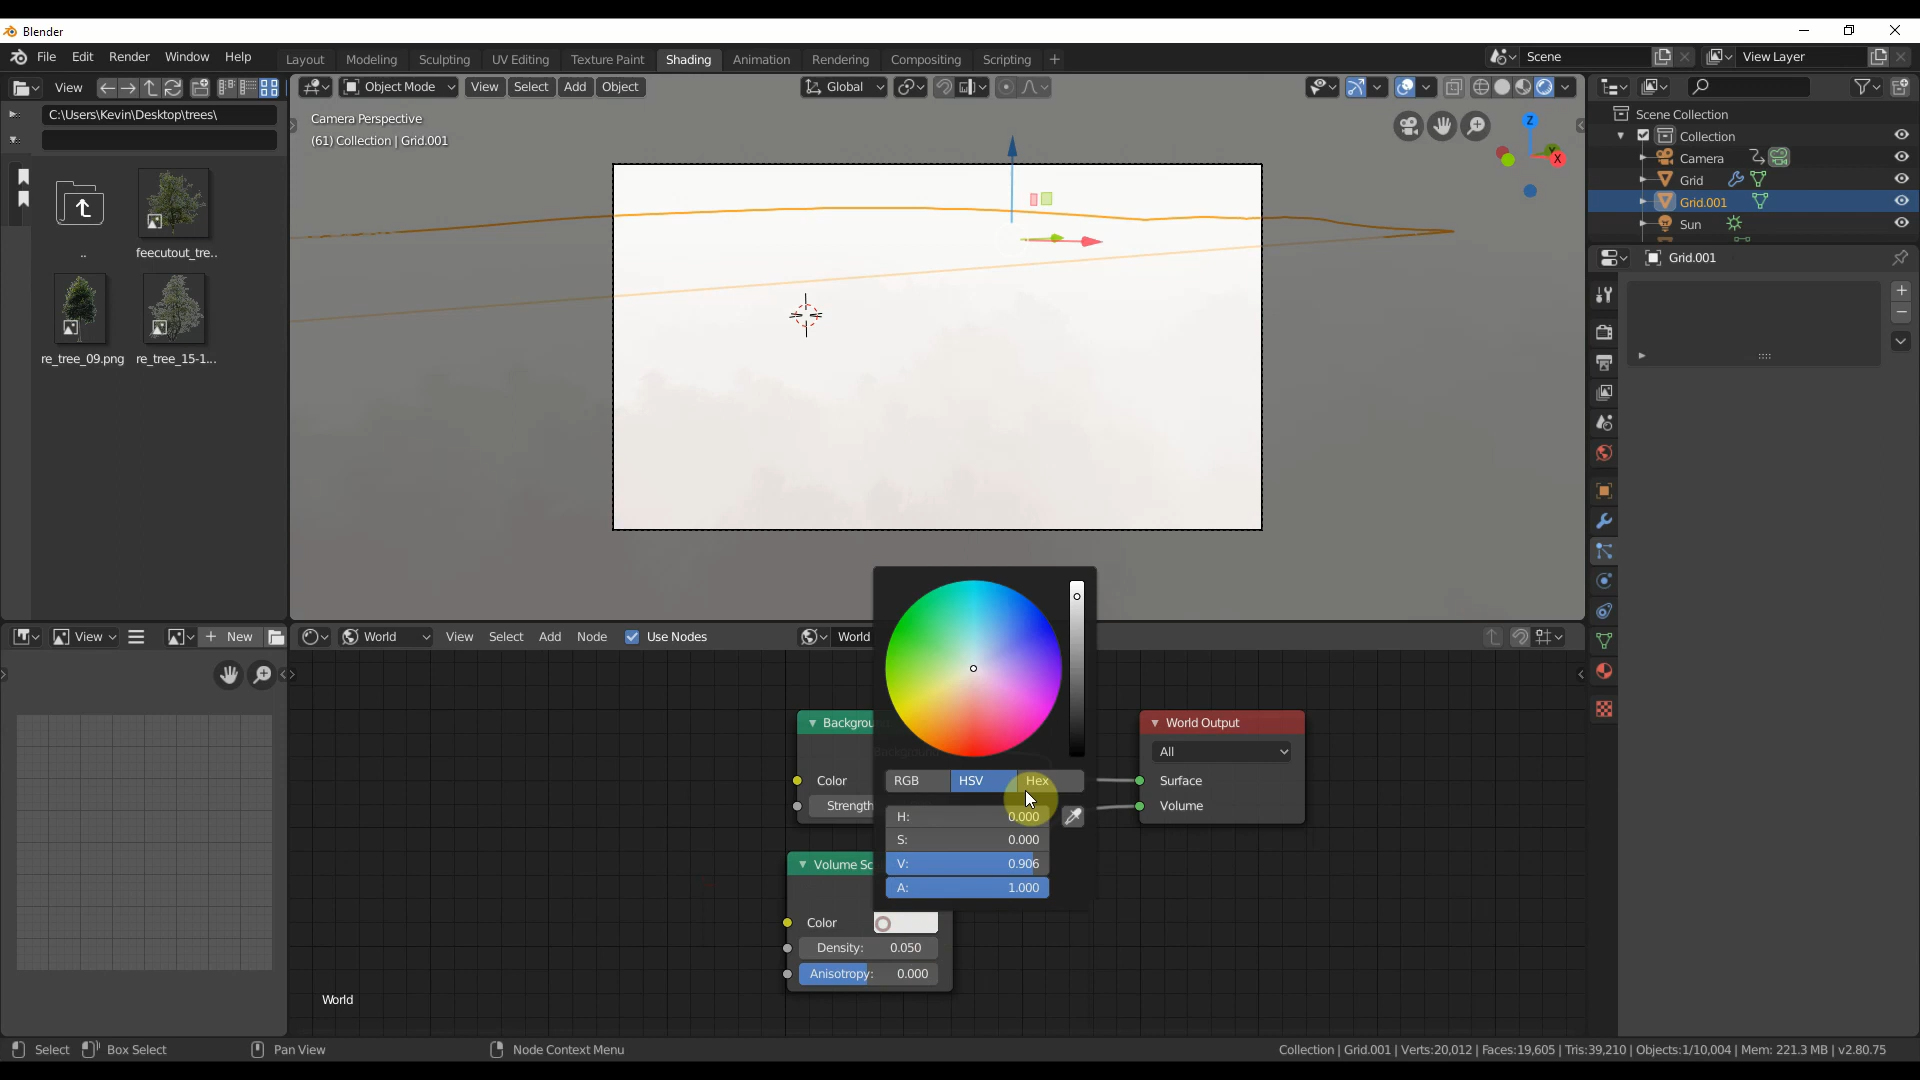 Blender
File Edit Render Window Help
Layout Modeling Sculpting UV Editing Texture Paint Shading Animation Rendering Compositing Scripting +
Scene
View Layer
View
Object Mode View Select Add Object
Global
C:\Users\Kevin\Desktop\trees\
Camera Perspective
(61) Collection | Grid.001
Z
X
Scene Collection
Collection
Camera
Grid
Grid.001
Sun
Grid.001
..
feecutout_tre...
re_tree_09.png
re_tree_15-1...
View
New
World
View Select Add Node Use Nodes
World
Backgrou
Color
Strength
World Output
All
Surface
Volume
RGB HSV Hex
H: 0.000
S: 0.000
V: 0.906
A: 1.000
Volume Sc
Color
Density: 0.050
Anisotropy: 0.000
World
Select Box Select Pan View Node Context Menu
Collection | Grid.001 | Verts:20,012 | Faces:19,605 | Tris:39,210 | Objects:1/10,004 | Mem: 221.3 MB | v2.80.75